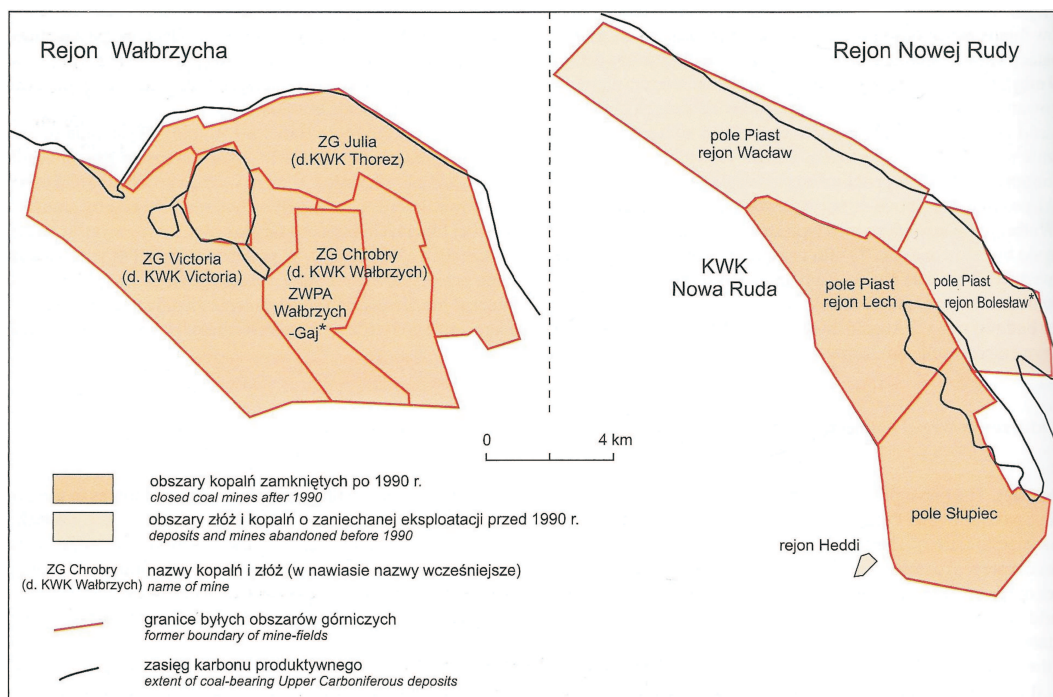 Rejon Wałbrzycha
ZG Julia
(d.KWK Thorez)
ZG Victoria
(d. KWK Victoria)
ZG Chrobry
(d. KWK Wałbrzych)
ZWPA
Wałbrzych
-Gaj*
Rejon Nowej Rudy
pole Piast
rejon Wacław
KWK
Nowa Ruda
pole Piast
rejon Lech
pole Piast
rejon Bolesław*
pole Słupiec
rejon Heddi
0 4 km
obszary kopalń zamkniętych po 1990 r.
closed coal mines after 1990
obszary złóż i kopalń o zaniechanej eksploatacji przed 1990 r.
deposits and mines abandoned before 1990
ZG Chrobry
(d. KWK Wałbrzych)
nazwy kopalń i złóż (w nawiasie nazwy wcześniejsze)
name of mine
granice byłych obszarów górniczych
former boundary of mine-fields
zasięg karbonu produktywnego
extent of coal-bearing Upper Carboniferous deposits